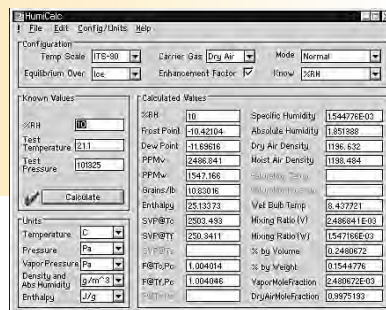 HumiCalc
! File Edit Config/Units Help
Configuration
Temp Scale ITS-90 Carrier Gas Dry Air Mode Normal
Equilibrium Over Ice Enhancement Factor Know %RH
Known Values
%RH 10
Test Temperature 21.1
Test Pressure 101325
Calculate
Units
Temperature C
Pressure Pa
Vapor Pressure Pa
Density and Abs Humidity g/m^3
Enthalpy J/g
Calculated Values
%RH 10 Specific Humidity 1.544776E-03
Frost Point -10.42104 Absolute Humidity 1.851988
Dew Point -11.69616 Dry Air Density 1196.632
PPMv 2486.841 Moist Air Density 1198.484
PPMw 1547.166
Grains/lb 10.83016
Enthalpy 25.13373 Wet Bulb Temp 8.437721
SVP@Tc 2503.493 Mixing Ratio (V) 2.486841E-03
SVP@Tf 250.3411 Mixing Ratio (W) 1.547166E-03
% by Volume 0.2480672
F@Tc,Pc 1.004014 % by Weight 0.1544776
F@Tf,Pc 1.004046 VaporMoleFraction 2.480672E-03
DryAirMoleFraction 0.9975193